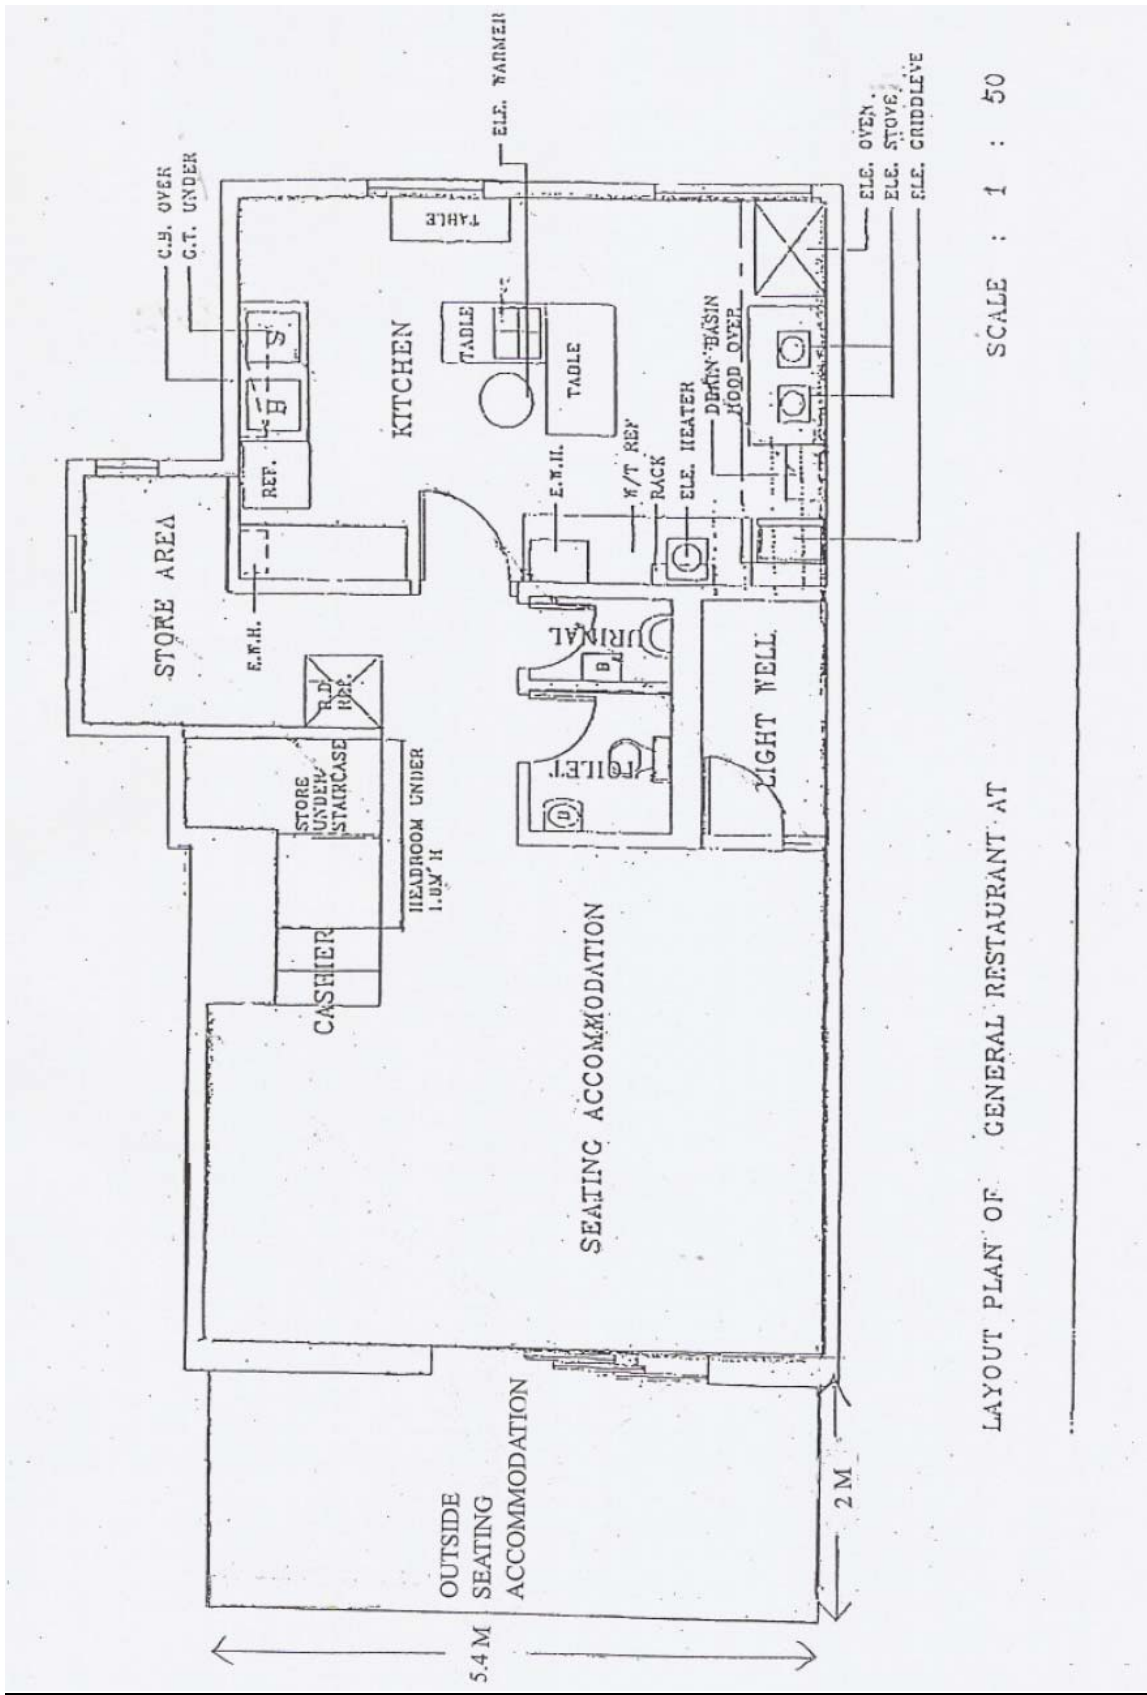 C.B. OVER
G.T. UNDER
ELE. WARMER
TABLE
S
B
REF.
KITCHEN
TABLE
TABLE
ELE. OVEN.
ELE. STOVE.
ELE. GRIDDLEVE
E.W.H.
W/T REF
RACK
ELE. HEATER
DRAIN BASIN
HOOD OVER
STORE AREA
E.W.H.
R.D.
REF.
STORE
UNDER
STAIRCASE
HEADROOM UNDER
CASHIER
URINAL
B
TOILET
LIGHT WELL
SEATING ACCOMMODATION
OUTSIDE
SEATING
ACCOMMODATION
5.4 M
2 M
LAYOUT PLAN OF GENERAL RESTAURANT AT
SCALE : 1 : 50